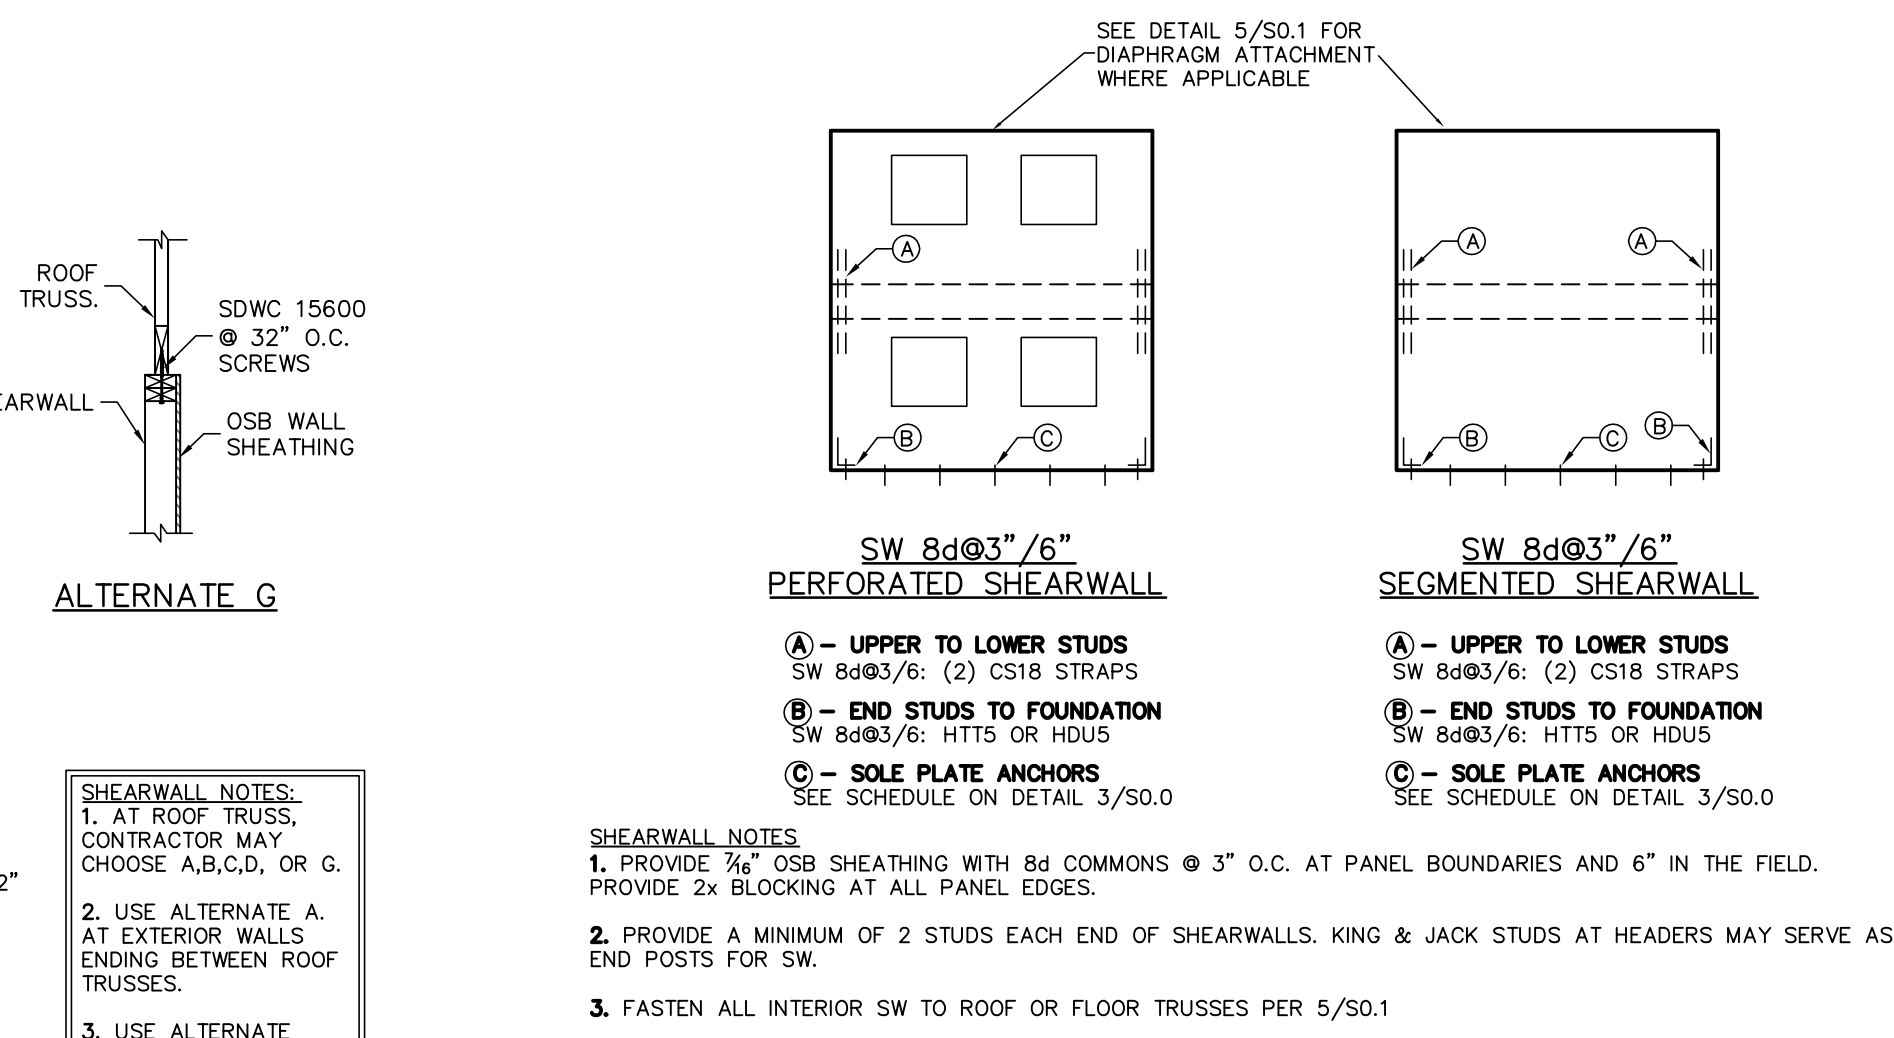 SEE DETAIL 5/S0.1 FOR
DIAPHRAGM ATTACHMENT
WHERE APPLICABLE
ROOF
TRUSS.
SDWC 15600
@ 32" O.C.
SCREWS
EARWALL
OSB WALL
SHEATHING
ALTERNATE G
A
B
C
A
A
B
C
B
SW 8d@3"/6"
PERFORATED SHEARWALL
A – UPPER TO LOWER STUDS
SW 8d@3/6: (2) CS18 STRAPS
B – END STUDS TO FOUNDATION
SW 8d@3/6: HTT5 OR HDU5
C – SOLE PLATE ANCHORS
SEE SCHEDULE ON DETAIL 3/S0.0
SW 8d@3"/6"
SEGMENTED SHEARWALL
A – UPPER TO LOWER STUDS
SW 8d@3/6: (2) CS18 STRAPS
B – END STUDS TO FOUNDATION
SW 8d@3/6: HTT5 OR HDU5
C – SOLE PLATE ANCHORS
SEE SCHEDULE ON DETAIL 3/S0.0
2"
SHEARWALL NOTES:
1. AT ROOF TRUSS,
CONTRACTOR MAY
CHOOSE A,B,C,D, OR G.
2. USE ALTERNATE A.
AT EXTERIOR WALLS
ENDING BETWEEN ROOF
TRUSSES.
3. USE ALTERNATE
SHEARWALL NOTES
1. PROVIDE 7/16" OSB SHEATHING WITH 8d COMMONS @ 3" O.C. AT PANEL BOUNDARIES AND 6" IN THE FIELD.
PROVIDE 2x BLOCKING AT ALL PANEL EDGES.
2. PROVIDE A MINIMUM OF 2 STUDS EACH END OF SHEARWALLS. KING & JACK STUDS AT HEADERS MAY SERVE AS
END POSTS FOR SW.
3. FASTEN ALL INTERIOR SW TO ROOF OR FLOOR TRUSSES PER 5/S0.1